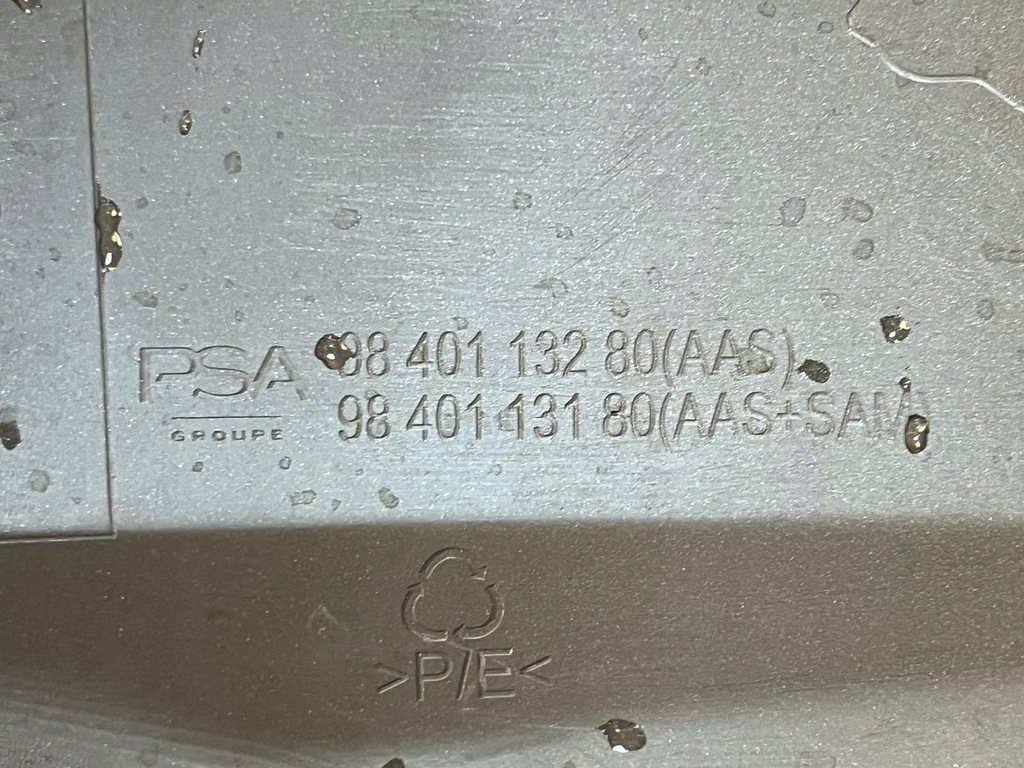 PSA
GROUPE
98 401 132 80(AAS)
98 401 131 80(AAS+SAM)
>P/E<